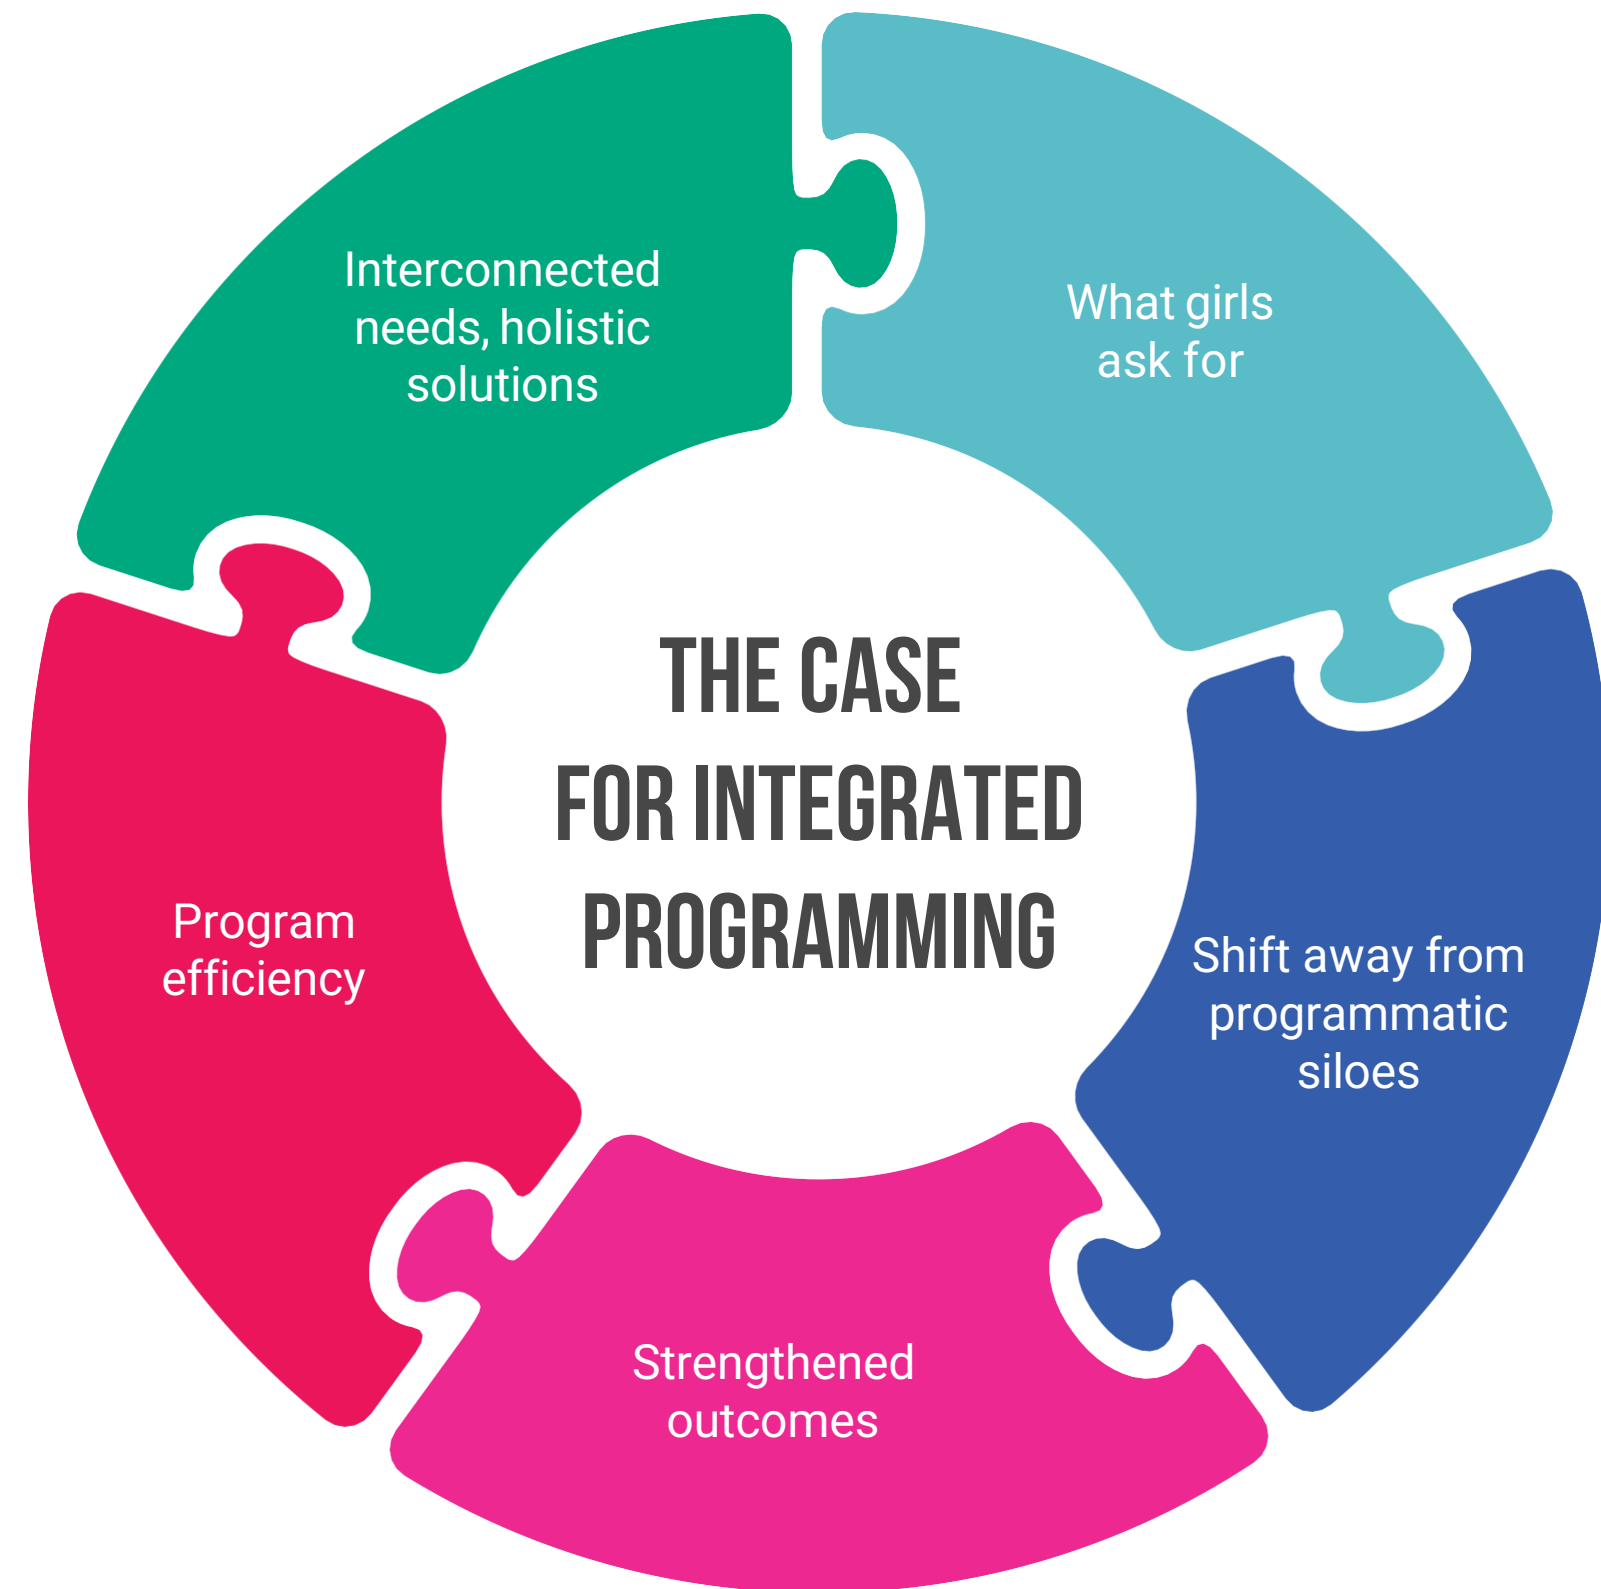 Interconnected
needs, holistic
solutions
What girls
ask for
THE CASE
FOR INTEGRATED
PROGRAMMING
Program
efficiency
Shift away from
programmatic
siloes
Strengthened
outcomes